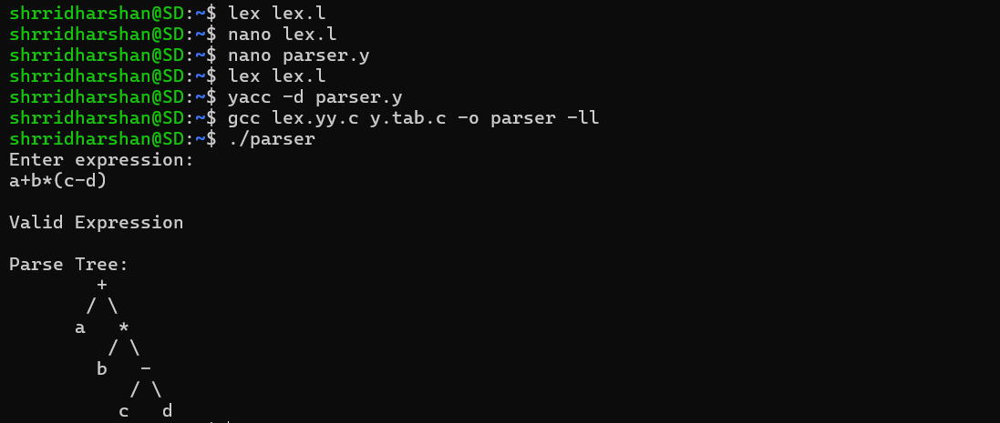 shrridharshan@SD:~$ lex lex.l
shrridharshan@SD:~$ nano lex.l
shrridharshan@SD:~$ nano parser.y
shrridharshan@SD:~$ lex lex.l
shrridharshan@SD:~$ yacc -d parser.y
shrridharshan@SD:~$ gcc lex.yy.c y.tab.c -o parser -ll
shrridharshan@SD:~$ ./parser
Enter expression:
a+b*(c-d)

Valid Expression

Parse Tree:
        +
       / \
      a   *
         / \
        b   -
           / \
          c   d